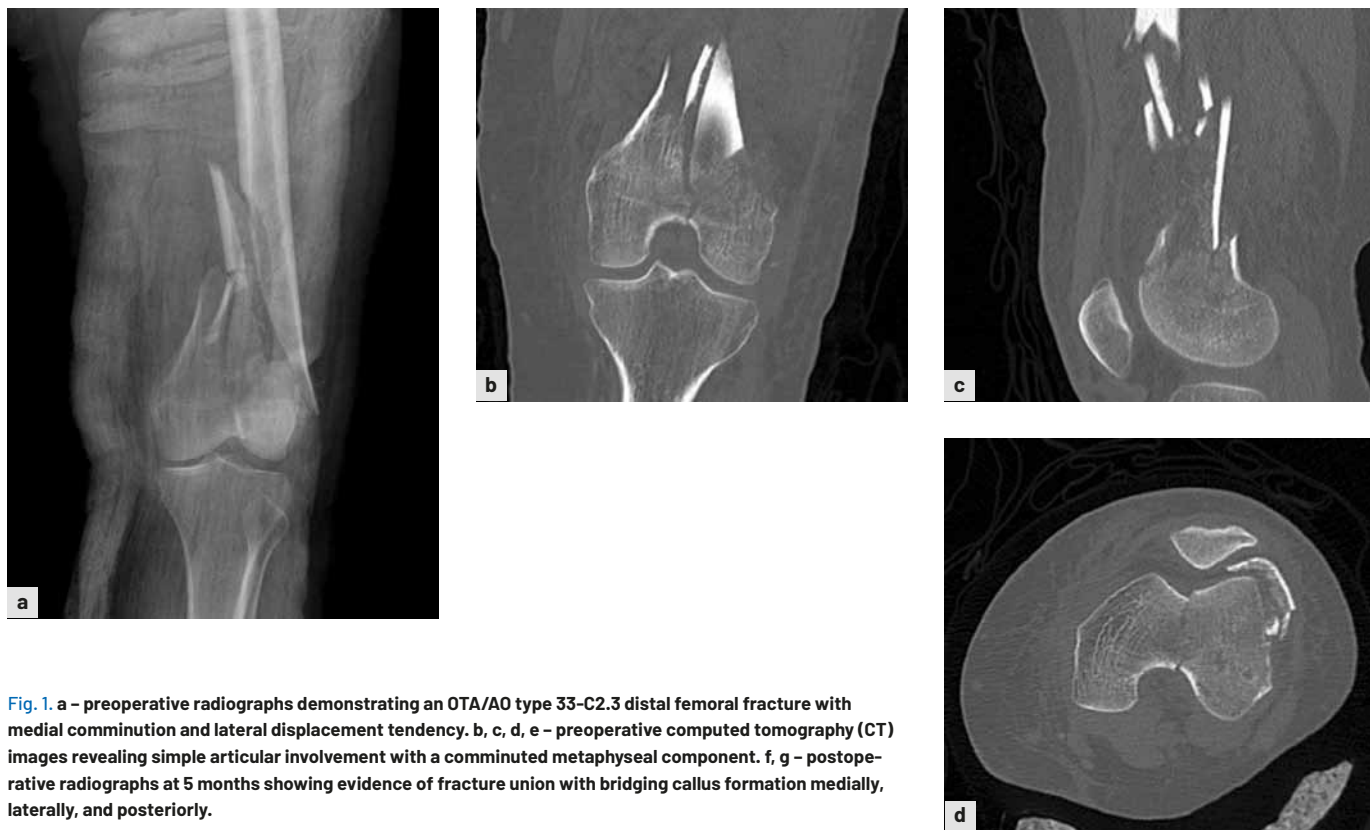 a
b
c
d
Fig. 1. a – preoperative radiographs demonstrating an OTA/AO type 33-C2.3 distal femoral fracture with
medial comminution and lateral displacement tendency. b, c, d, e – preoperative computed tomography (CT)
images revealing simple articular involvement with a comminuted metaphyseal component. f, g – postope-
rative radiographs at 5 months showing evidence of fracture union with bridging callus formation medially,
laterally, and posteriorly.